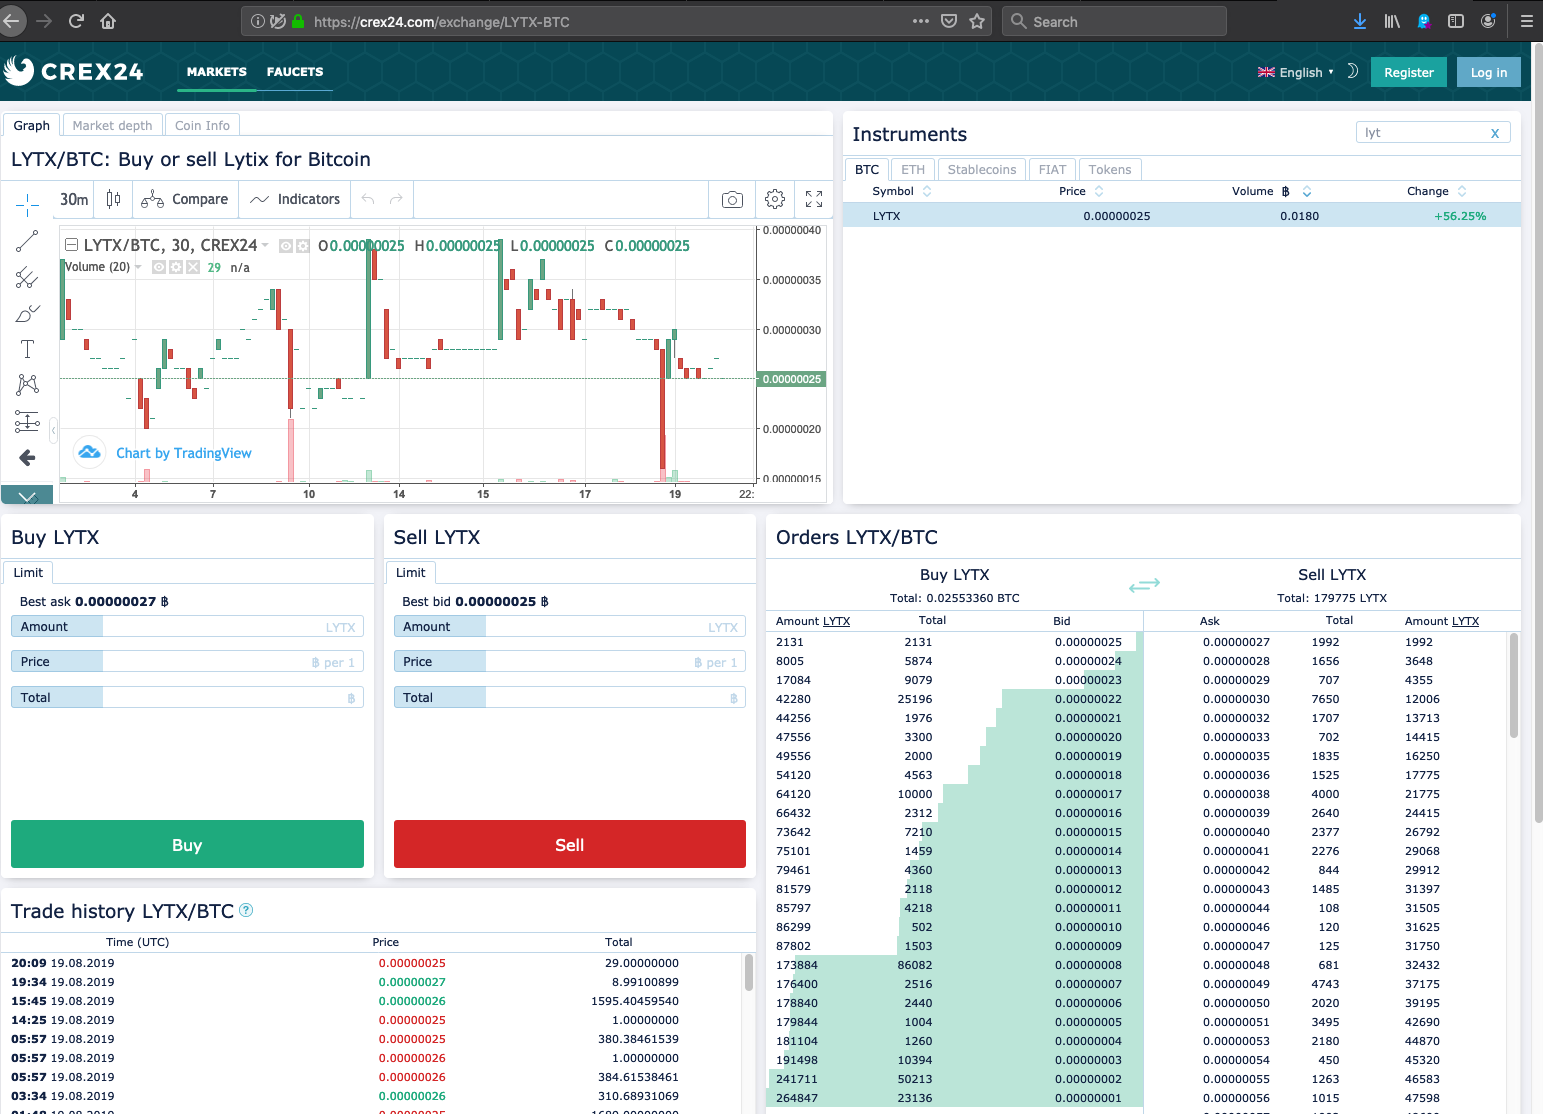 https://crex24.com/exchange/LYTX-BTC
Search
CREX24
MARKETS
FAUCETS
English
Register
Log in
Graph
Market depth
Coin Info
LYTX/BTC: Buy or sell Lytix for Bitcoin
30m
Compare
Indicators
LYTX/BTC, 30, CREX24 O0.00000025 H0.00000025 L0.00000025 C0.00000025
Volume (20) 29 n/a
0.00000040
0.00000035
0.00000030
0.00000025
0.00000020
0.00000015
Chart by TradingView
4 7 10 14 15 17 19 22:
Instruments
lyt x
BTC ETH Stablecoins FIAT Tokens
Symbol Price Volume ฿ Change
LYTX 0.00000025 0.0180 +56.25%
Buy LYTX
Limit
Best ask 0.00000027 ฿
Amount LYTX
Price ฿ per 1
Total ฿
Buy
Sell LYTX
Limit
Best bid 0.00000025 ฿
Amount LYTX
Price ฿ per 1
Total ฿
Sell
Orders LYTX/BTC
Buy LYTX
Total: 0.02553360 BTC
Sell LYTX
Total: 179775 LYTX
Amount LYTX Total Bid Ask Total Amount LYTX
2131 2131 0.00000025 0.00000027 1992 1992
8005 5874 0.00000024 0.00000028 1656 3648
17084 9079 0.00000023 0.00000029 707 4355
42280 25196 0.00000022 0.00000030 7650 12006
44256 1976 0.00000021 0.00000032 1707 13713
47556 3300 0.00000020 0.00000033 702 14415
49556 2000 0.00000019 0.00000035 1835 16250
54120 4563 0.00000018 0.00000036 1525 17775
64120 10000 0.00000017 0.00000038 4000 21775
66432 2312 0.00000016 0.00000039 2640 24415
73642 7210 0.00000015 0.00000040 2377 26792
75101 1459 0.00000014 0.00000041 2276 29068
79461 4360 0.00000013 0.00000042 844 29912
81579 2118 0.00000012 0.00000043 1485 31397
85797 4218 0.00000011 0.00000044 108 31505
86299 502 0.00000010 0.00000046 120 31625
87802 1503 0.00000009 0.00000047 125 31750
173884 86082 0.00000008 0.00000048 681 32432
176400 2516 0.00000007 0.00000049 4743 37175
178840 2440 0.00000006 0.00000050 2020 39195
179844 1004 0.00000005 0.00000051 3495 42690
181104 1260 0.00000004 0.00000053 2180 44870
191498 10394 0.00000003 0.00000054 450 45320
241711 50213 0.00000002 0.00000055 1263 46583
264847 23136 0.00000001 0.00000056 1015 47598
Trade history LYTX/BTC ?
Time (UTC) Price Total
20:09 19.08.2019 0.00000025 29.00000000
19:34 19.08.2019 0.00000027 8.99100899
15:45 19.08.2019 0.00000026 1595.40459540
14:25 19.08.2019 0.00000025 1.00000000
05:57 19.08.2019 0.00000025 380.38461539
05:57 19.08.2019 0.00000026 1.00000000
05:57 19.08.2019 0.00000026 384.61538461
03:34 19.08.2019 0.00000026 310.68931069